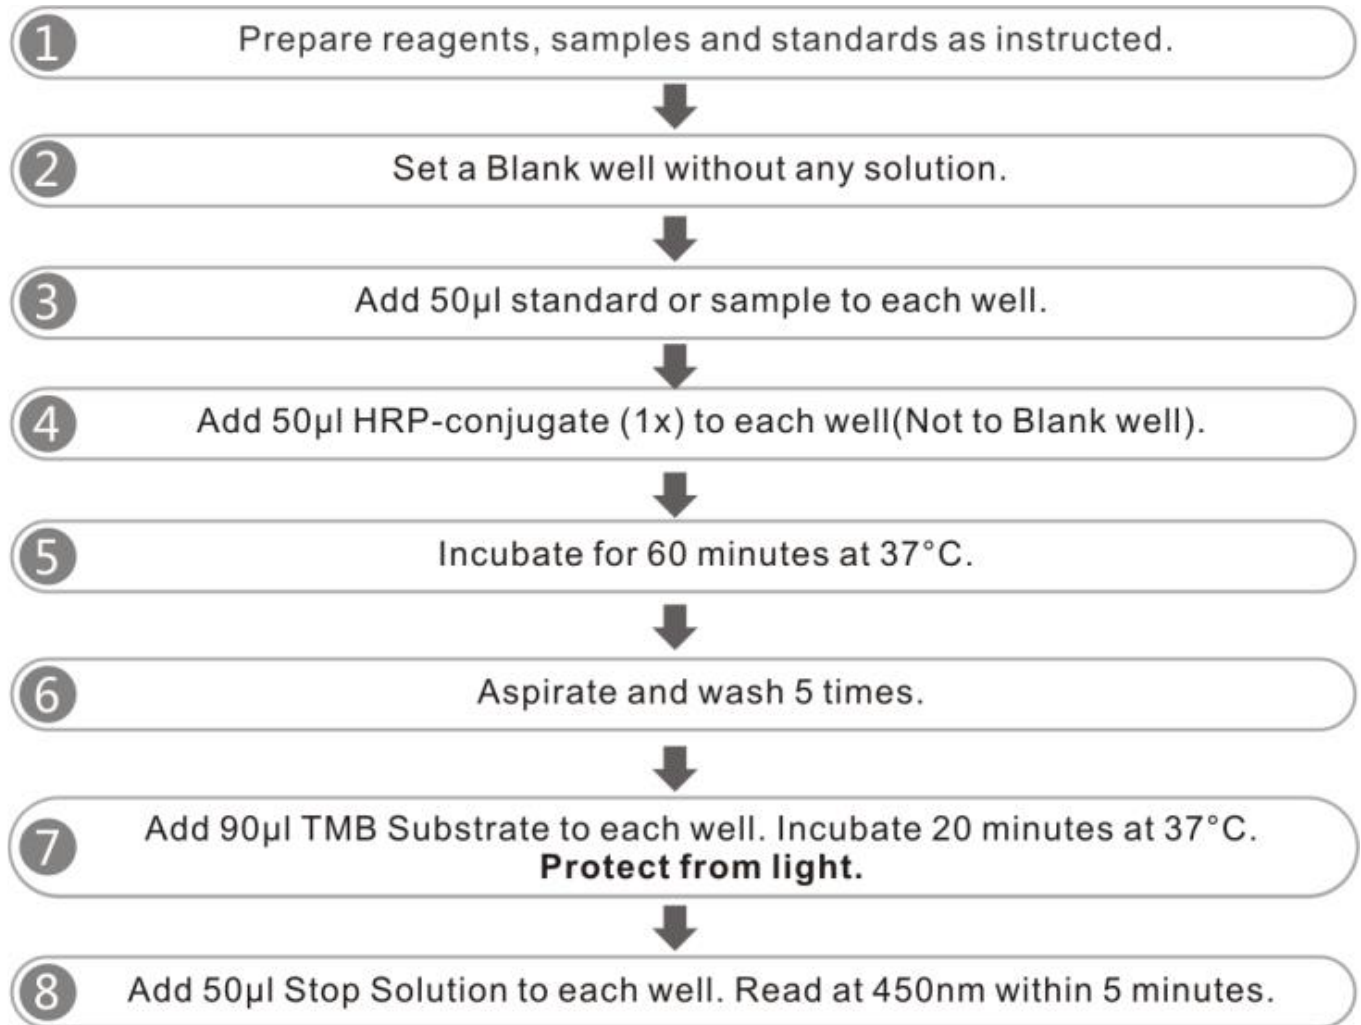 1 Prepare reagents, samples and standards as instructed.
2 Set a Blank well without any solution.
3 Add 50µl standard or sample to each well.
4 Add 50µl HRP-conjugate (1x) to each well(Not to Blank well).
5 Incubate for 60 minutes at 37°C.
6 Aspirate and wash 5 times.
7 Add 90µl TMB Substrate to each well. Incubate 20 minutes at 37°C.
Protect from light.
8 Add 50µl Stop Solution to each well. Read at 450nm within 5 minutes.